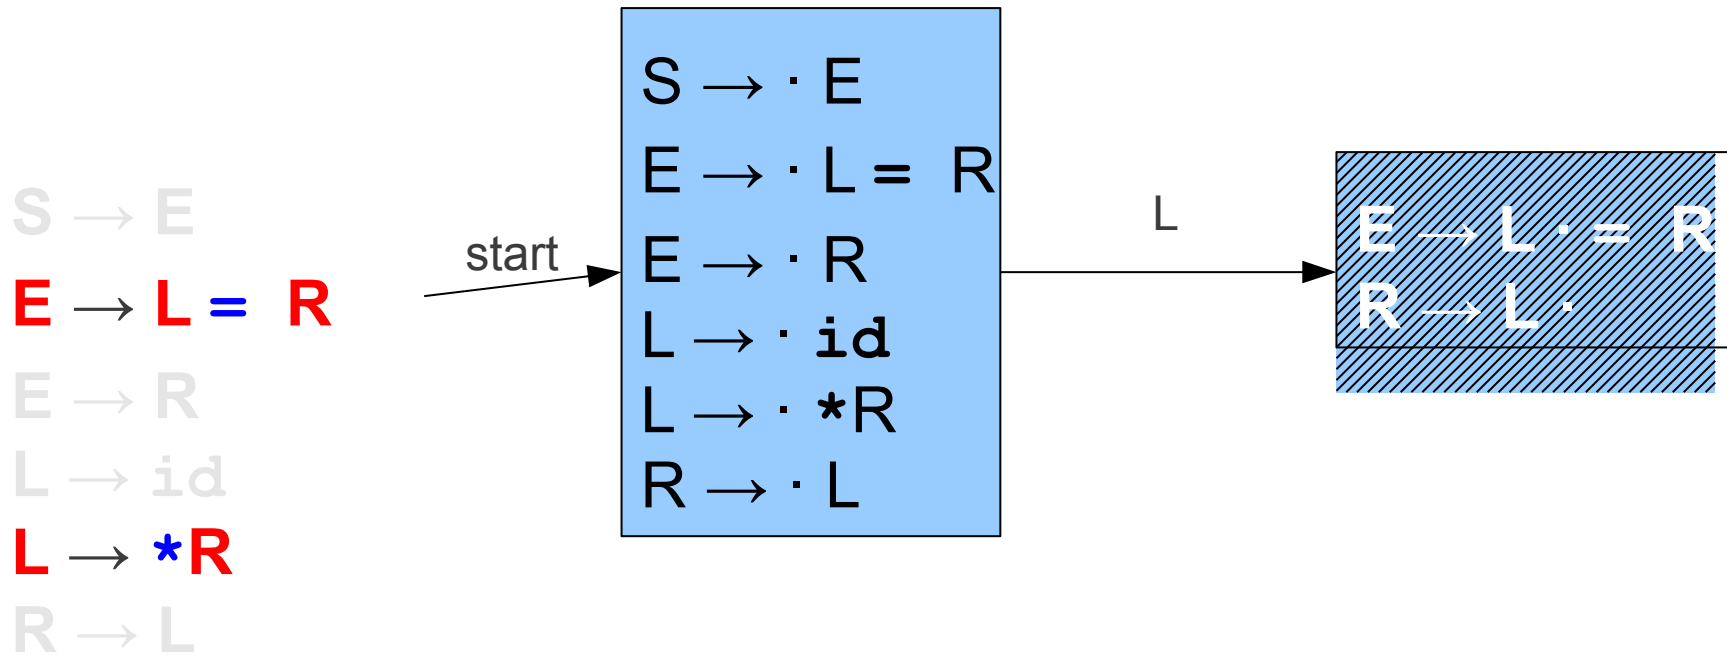 S → E
E → L = R
E → R
L → id
L → *R
R → L
start
S → · E
E → · L = R
E → · R
L → · id
L → · *R
R → · L
L
E → L · = R
R → L ·